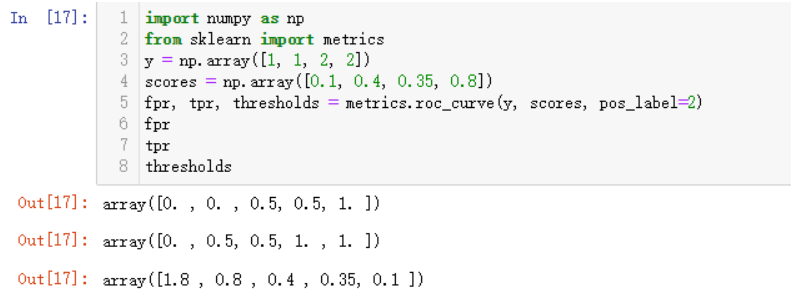 In [17]:
1 import numpy as np
2 from sklearn import metrics
3 y = np.array([1, 1, 2, 2])
4 scores = np.array([0.1, 0.4, 0.35, 0.8])
5 fpr, tpr, thresholds = metrics.roc_curve(y, scores, pos_label=2)
6 fpr
7 tpr
8 thresholds
Out[17]: array([0. , 0. , 0.5, 0.5, 1. ])
Out[17]: array([0. , 0.5, 0.5, 1. , 1. ])
Out[17]: array([1.8 , 0.8 , 0.4 , 0.35, 0.1 ])